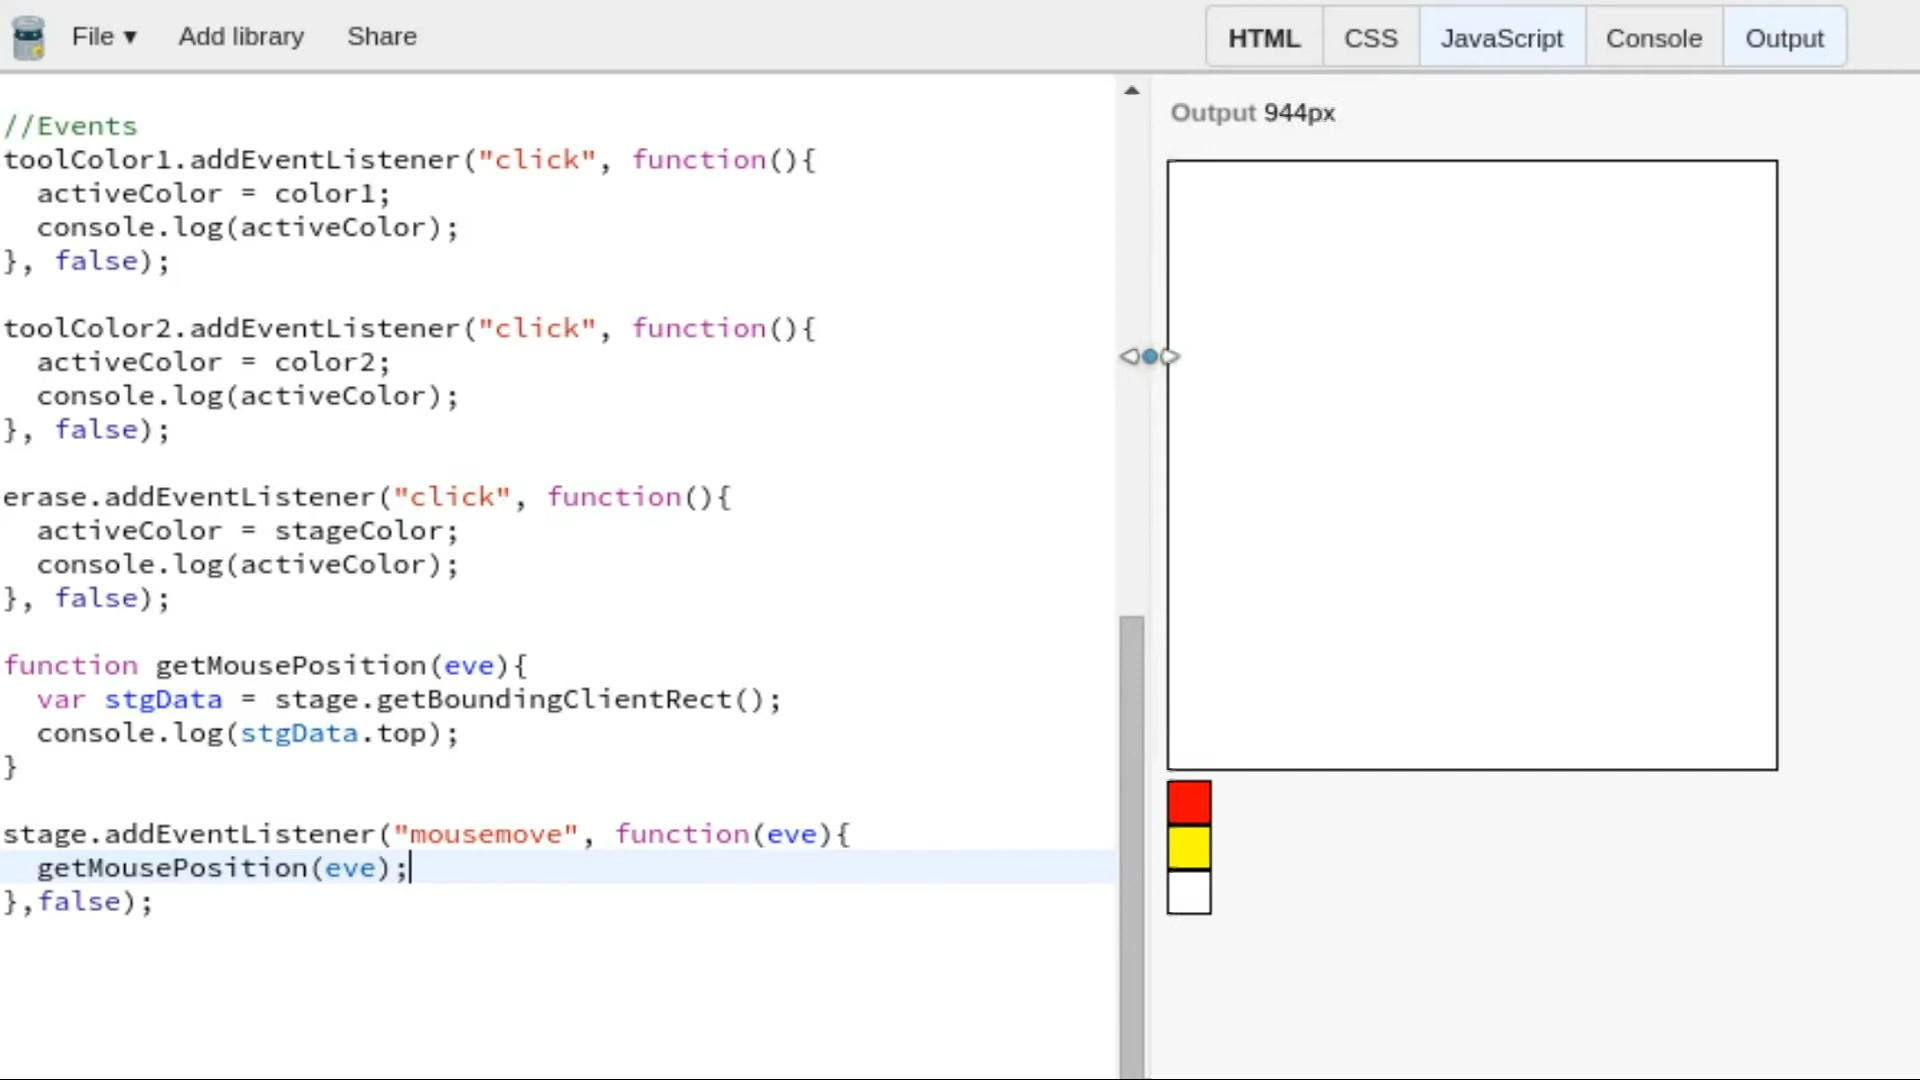 File ▾ Add library Share HTML CSS JavaScript Console Output
//Events
toolColor1.addEventListener("click", function(){
  activeColor = color1;
  console.log(activeColor);
}, false);
toolColor2.addEventListener("click", function(){
  activeColor = color2;
  console.log(activeColor);
}, false);
erase.addEventListener("click", function(){
  activeColor = stageColor;
  console.log(activeColor);
}, false);
function getMousePosition(eve){
  var stgData = stage.getBoundingClientRect();
  console.log(stgData.top);
}
stage.addEventListener("mousemove", function(eve){
  getMousePosition(eve);
},false);
Output 944px